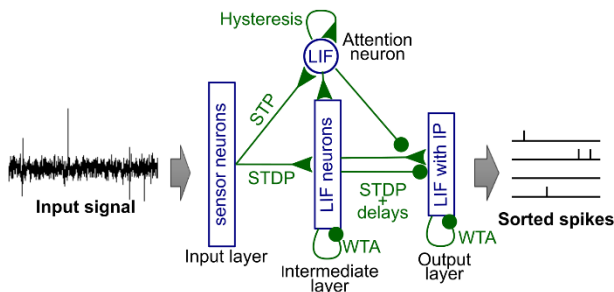 Hysteresis
Attention
neuron
LIF
STP
sensor neurons
LIF neurons
LIF with IP
STDP
STDP
+
delays
Input signal
Sorted spikes
WTA
WTA
Input layer
Intermediate
layer
Output
layer